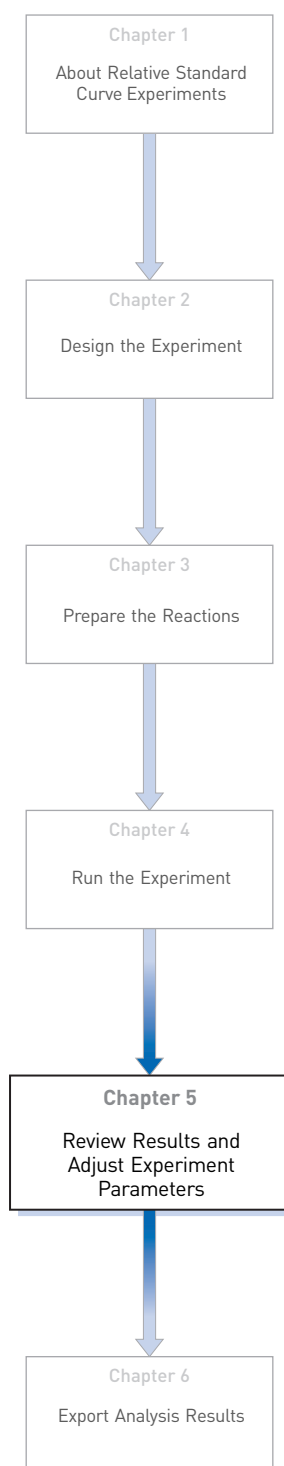 Chapter 1
About Relative Standard
Curve Experiments
Chapter 2
Design the Experiment
Chapter 3
Prepare the Reactions
Chapter 4
Run the Experiment
Chapter 5
Review Results and
Adjust Experiment
Parameters
Chapter 6
Export Analysis Results